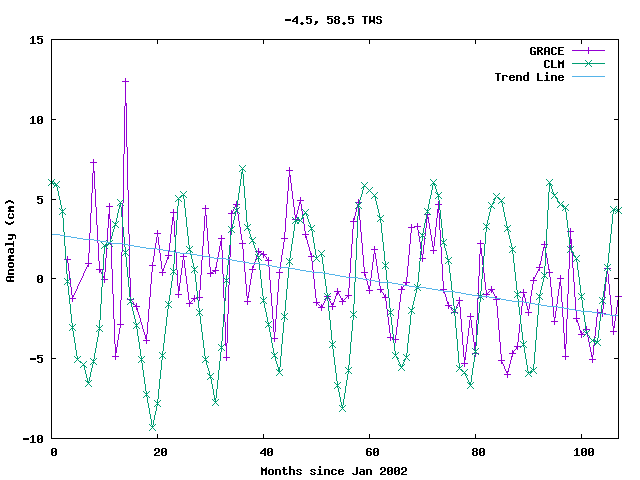 -4.5, 58.5 TWS
15
GRACE
CLM
Trend Line
10
5
0
-5
-10
Anomaly (cm)
0 20 40 60 80 100
Months since Jan 2002